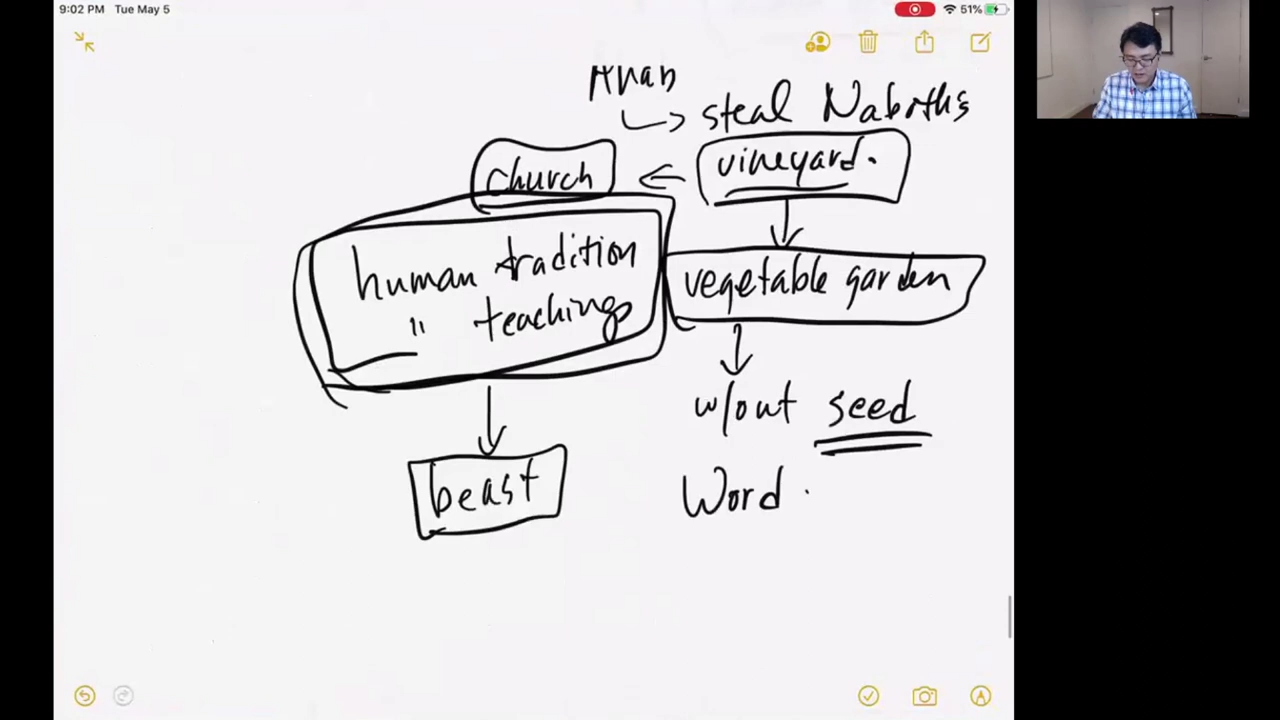 9:02 PM Tue May 5
51%
Ahab
steal Naboth's
church
vineyard.
human tradition
" teachings
vegetable garden
w/out seed
beast
Word .